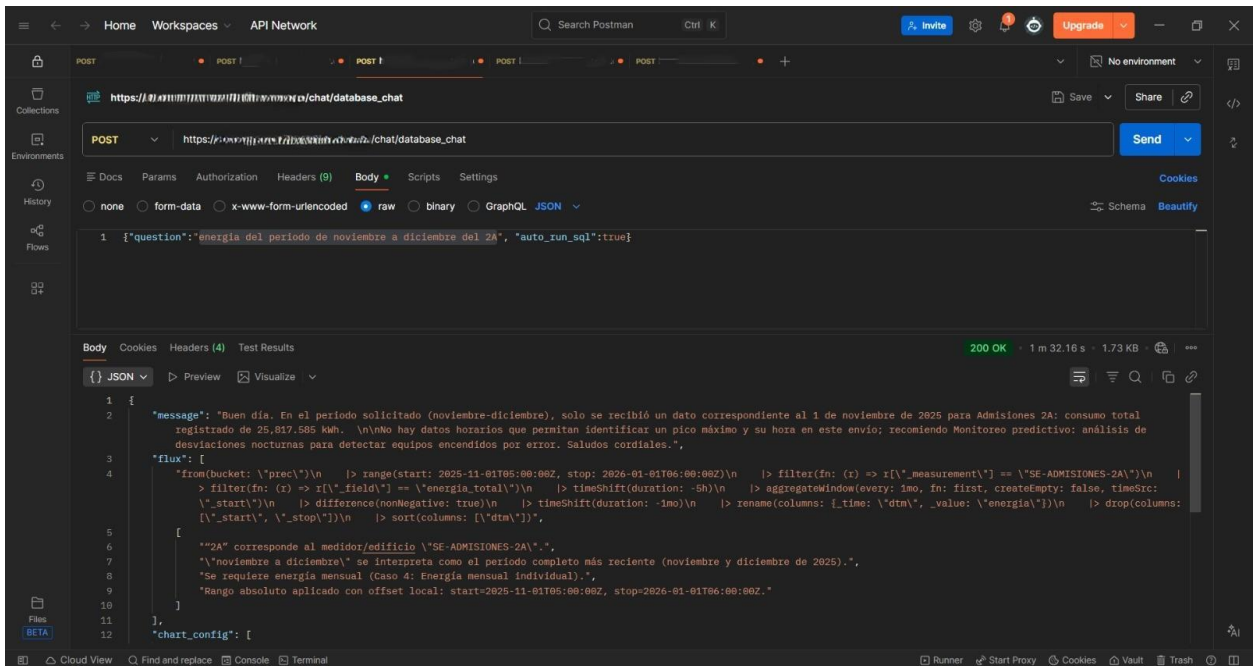 Home Workspaces API Network Search Postman Ctrl K Invite 1 Upgrade
POST POST POST POST POST No environment
https:// /chat/database_chat Save Share
POST https:// /chat/database_chat Send
Docs Params Authorization Headers (9) Body Scripts Settings Cookies
none form-data x-www-form-urlencoded raw binary GraphQL JSON Schema Beautify
1 {"question":"energia del periodo de noviembre a diciembre del 2A", "auto_run_sql":true}
Collections
Environments
History
Flows
Files
BETA
Body Cookies Headers (4) Test Results 200 OK 1 m 32.16 s 1.73 KB
{} JSON Preview Visualize
1 {
2 "message": "Buen día. En el periodo solicitado (noviembre-diciembre), solo se recibió un dato correspondiente al 1 de noviembre de 2025 para Admisiones 2A: consumo total
registrado de 25,817.585 kWh. \n\nNo hay datos horarios que permitan identificar un pico máximo y su hora en este envío; recomiendo Monitoreo predictivo: análisis de
desviaciones nocturnas para detectar equipos encendidos por error. Saludos cordiales.",
3 "flux": [
4 "from(bucket: \"prec\")\n |> range(start: 2025-11-01T05:00:00Z, stop: 2026-01-01T06:00:00Z)\n |> filter(fn: (r) => r[\"_measurement\"] == \"SE-ADMISIONES-2A\")\n |
> filter(fn: (r) => r[\"_field\"] == \"energia_total\")\n |> timeShift(duration: -5h)\n |> aggregateWindow(every: 1mo, fn: first, createEmpty: false, timeSrc:
\"_start\")\n |> difference(nonNegative: true)\n |> timeShift(duration: -1mo)\n |> rename(columns: {_time: \"dtm\", _value: \"energia\"})\n |> drop(columns:
[\"_start\", \"_stop\"])\n |> sort(columns: [\"dtm\"])",
5 [
6 "“2A” corresponde al medidor/edificio \"SE-ADMISIONES-2A\".",
7 "\"noviembre a diciembre\" se interpreta como el periodo completo más reciente (noviembre y diciembre de 2025).",
8 "Se requiere energía mensual (Caso 4: Energía mensual individual).",
9 "Rango absoluto aplicado con offset local: start=2025-11-01T05:00:00Z, stop=2026-01-01T06:00:00Z."
10 ]
11 ],
12 "chart_config": [
AI
Cloud View Find and replace Console Terminal Runner Start Proxy Cookies Vault Trash